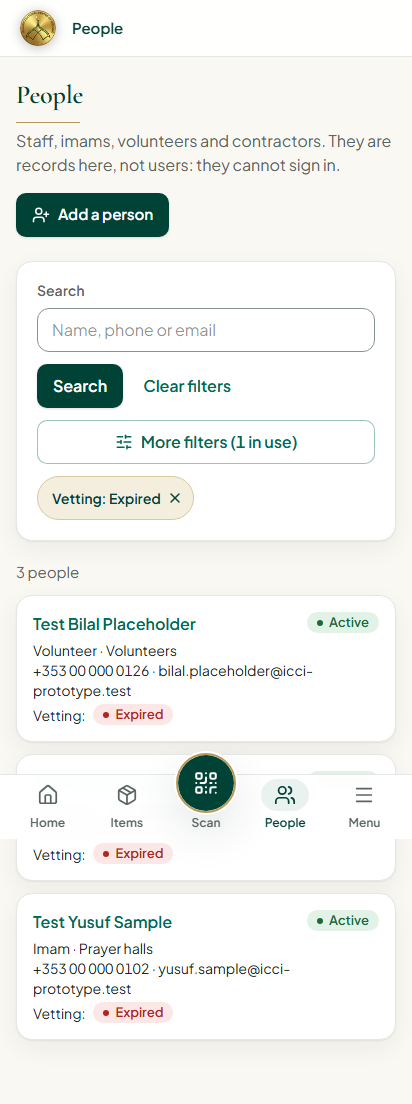 People
People
Staff, imams, volunteers and contractors. They are
records here, not users: they cannot sign in.
Add a person
Search
Name, phone or email
Search
Clear filters
More filters (1 in use)
Vetting: Expired
3 people
Test Bilal Placeholder
Active
Volunteer · Volunteers
+353 00 000 0126 · bilal.placeholder@icci-
prototype.test
Vetting:
Expired
Home
Items
Scan
People
Menu
Vetting:
Expired
Test Yusuf Sample
Active
Imam · Prayer halls
+353 00 000 0102 · yusuf.sample@icci-
prototype.test
Vetting:
Expired